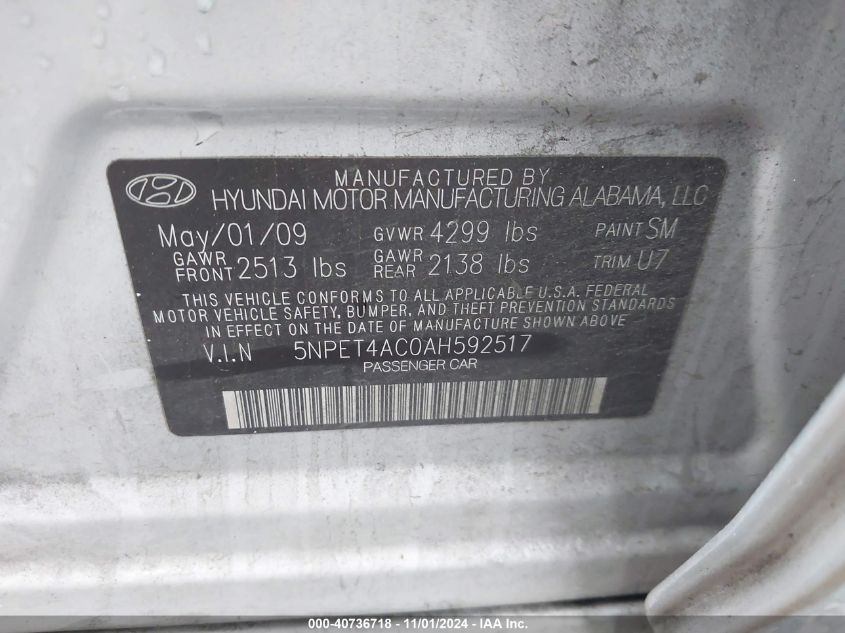 MANUFACTURED BY
HYUNDAI MOTOR MANUFACTURING ALABAMA, LLC
May/01/09 GVWR 4299 lbs PAINT SM
GAWR FRONT 2513 lbs GAWR REAR 2138 lbs TRIM U7
THIS VEHICLE CONFORMS TO ALL APPLICABLE U.S.A. FEDERAL
MOTOR VEHICLE SAFETY, BUMPER, AND THEFT PREVENTION STANDARDS
IN EFFECT ON THE DATE OF MANUFACTURE SHOWN ABOVE.
V.I.N 5NPET4AC0AH592517
PASSENGER CAR
000-40736718 - 11/01/2024 - IAA Inc.